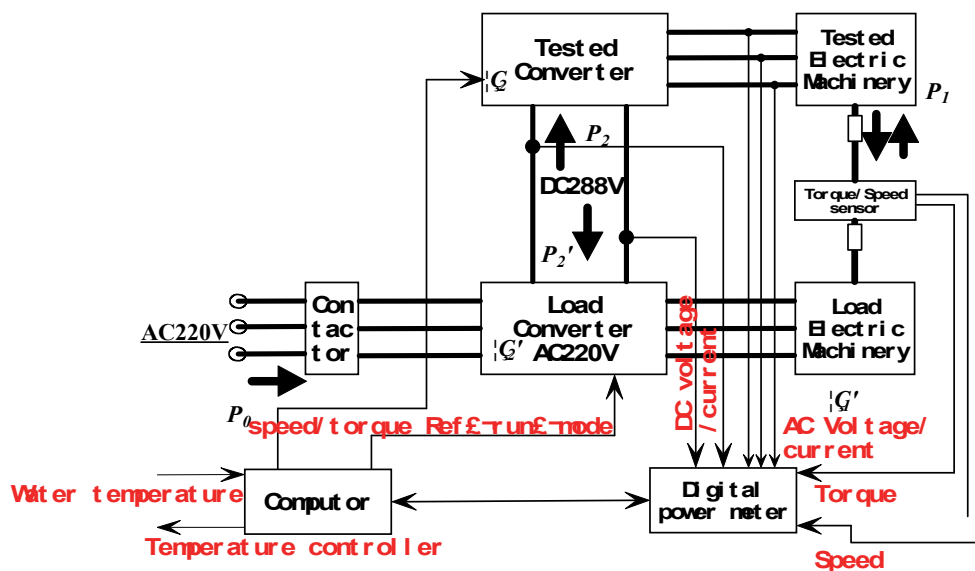 Tested
Converter
Tested
Electric
Machinery
P1
P2
DC288V
P2'
Torque/Speed
sensor
Con
tac
tor
AC220V
P0
Load
Converter
AC220V
Load
Electric
Machinery
DC voltage
/current
speed/torque Ref£¬run£¬mode
AC Voltage/
current
Water temperature
Computor
Temperature controller
Digital
power meter
Torque
Speed